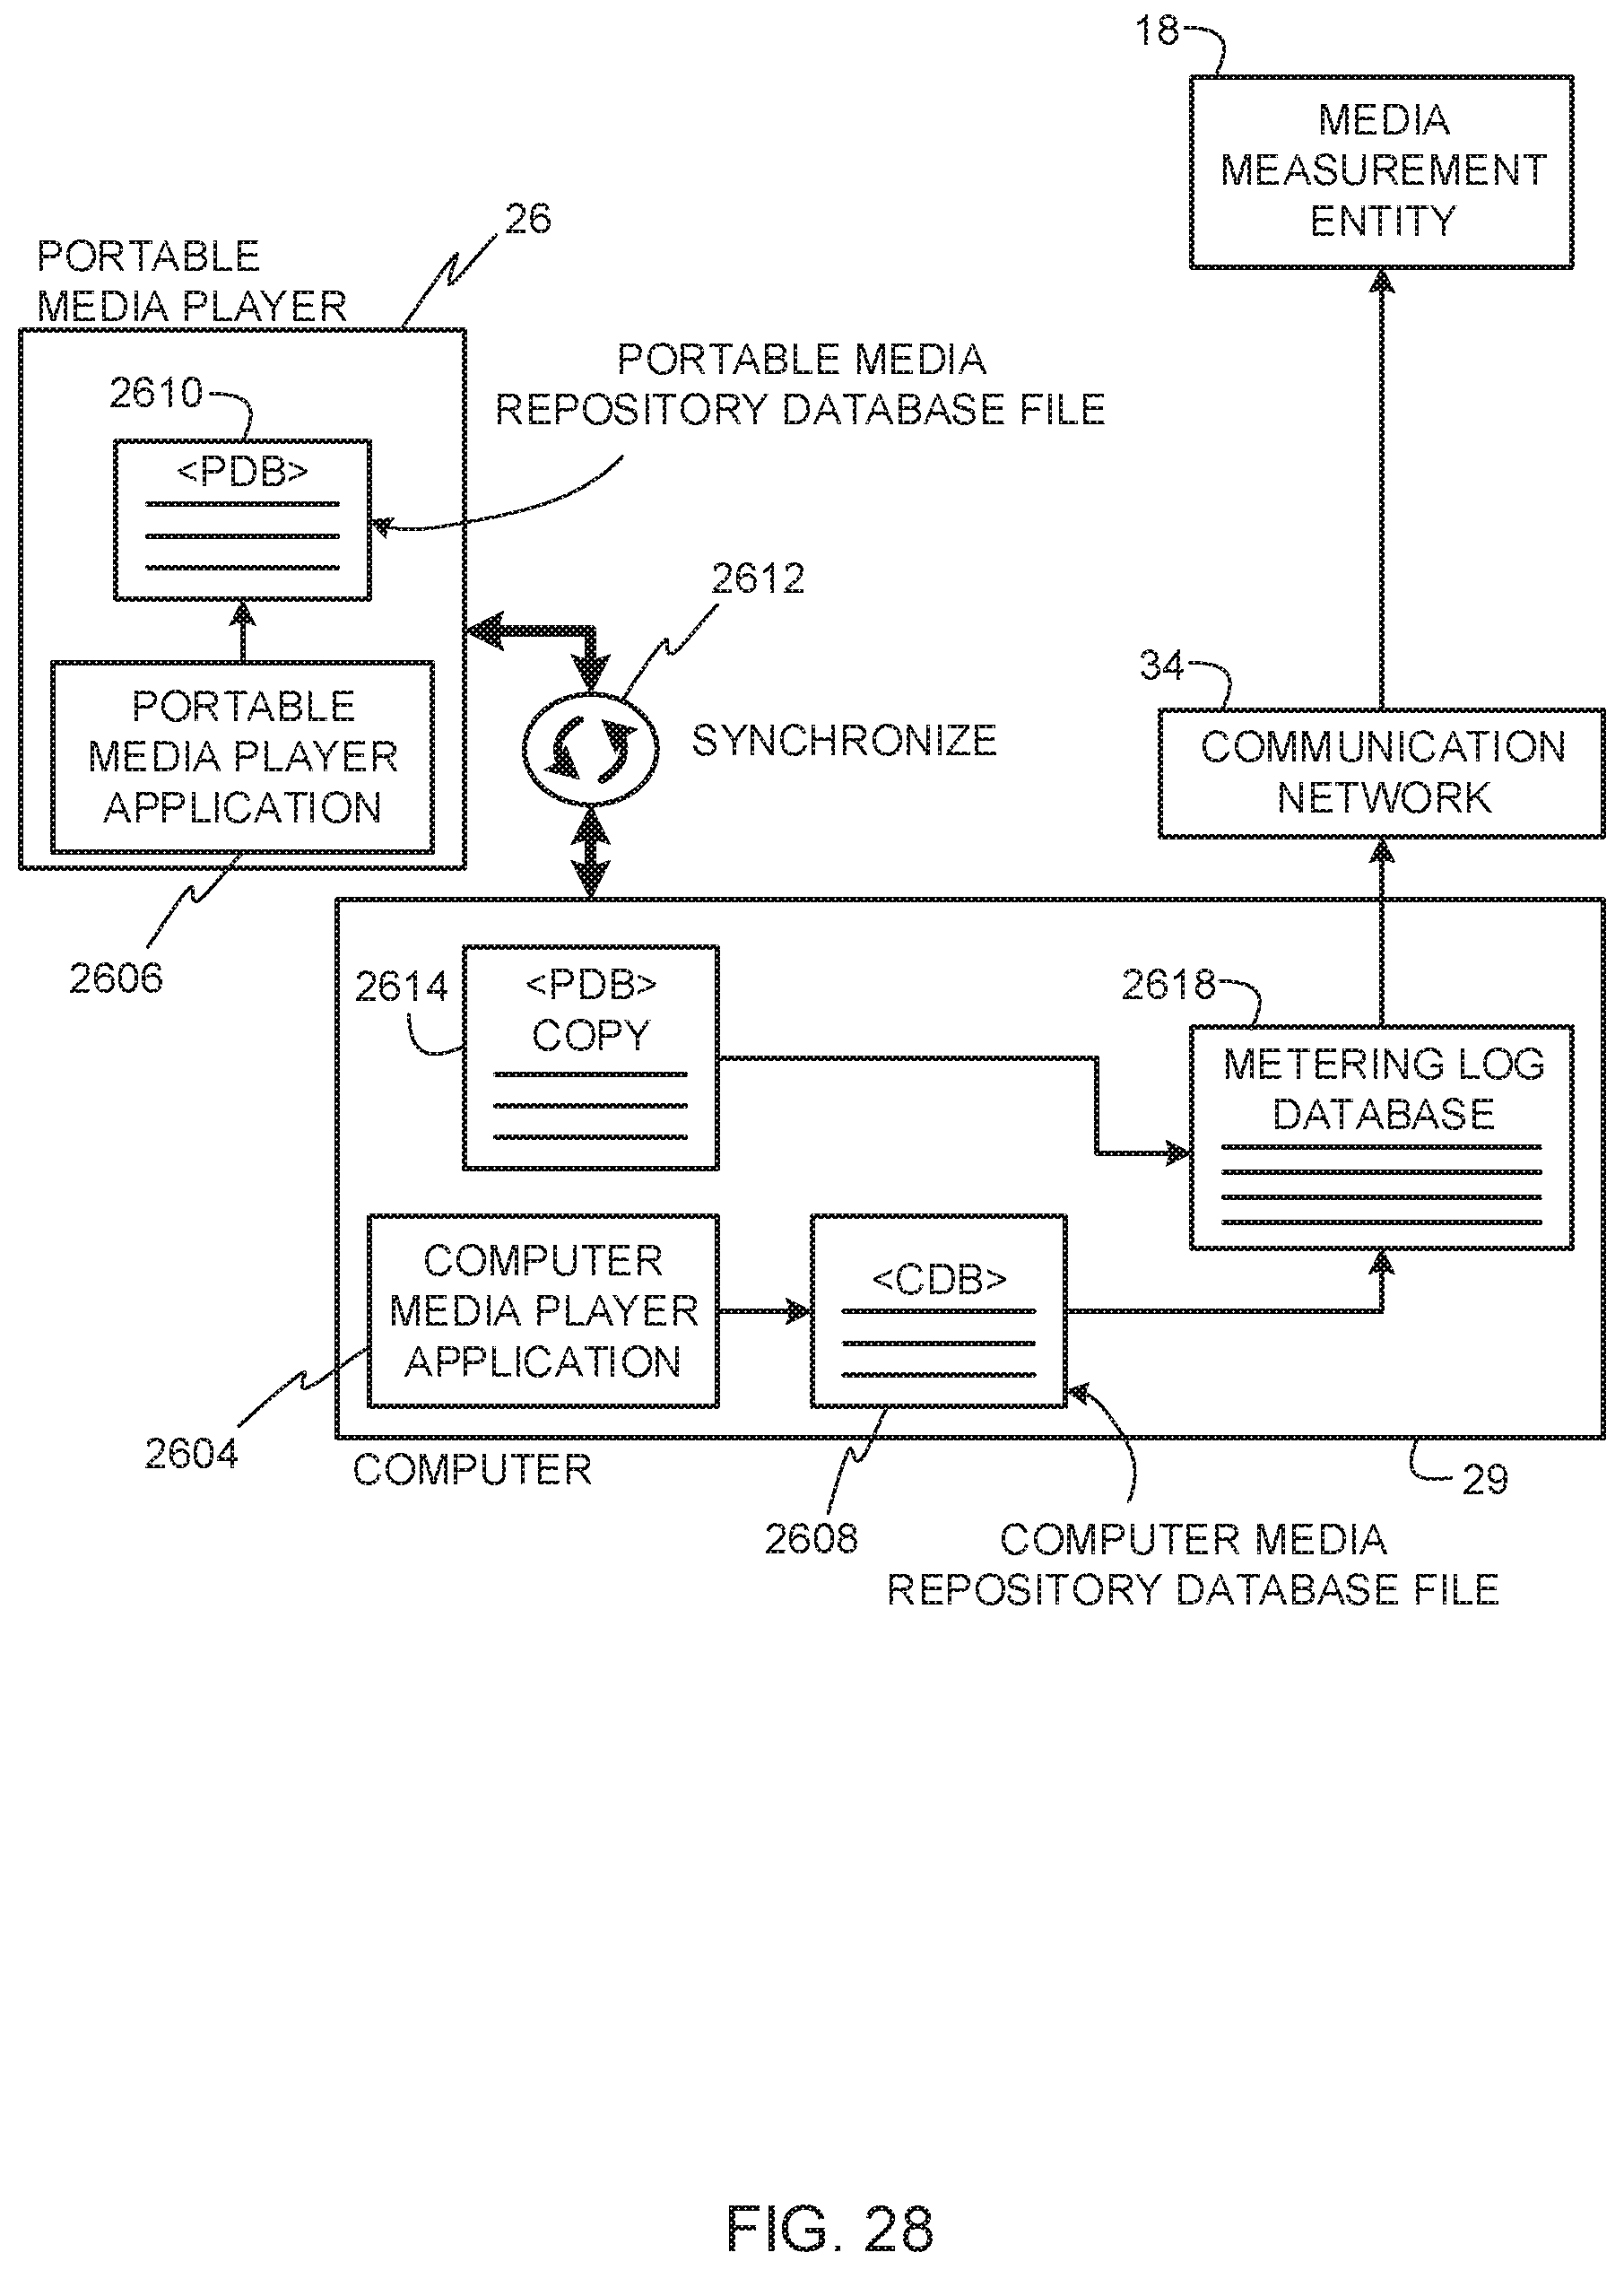 18
MEDIA
MEASUREMENT
ENTITY
26
PORTABLE
MEDIA PLAYER
PORTABLE MEDIA
REPOSITORY DATABASE FILE
2610
<PDB>
2612
34
PORTABLE
MEDIA PLAYER
APPLICATION
SYNCHRONIZE
COMMUNICATION
NETWORK
2606
2614
<PDB>
COPY
2618
METERING LOG
DATABASE
COMPUTER
MEDIA PLAYER
APPLICATION
<CDB>
2604
COMPUTER
29
2608
COMPUTER MEDIA
REPOSITORY DATABASE FILE
FIG. 28